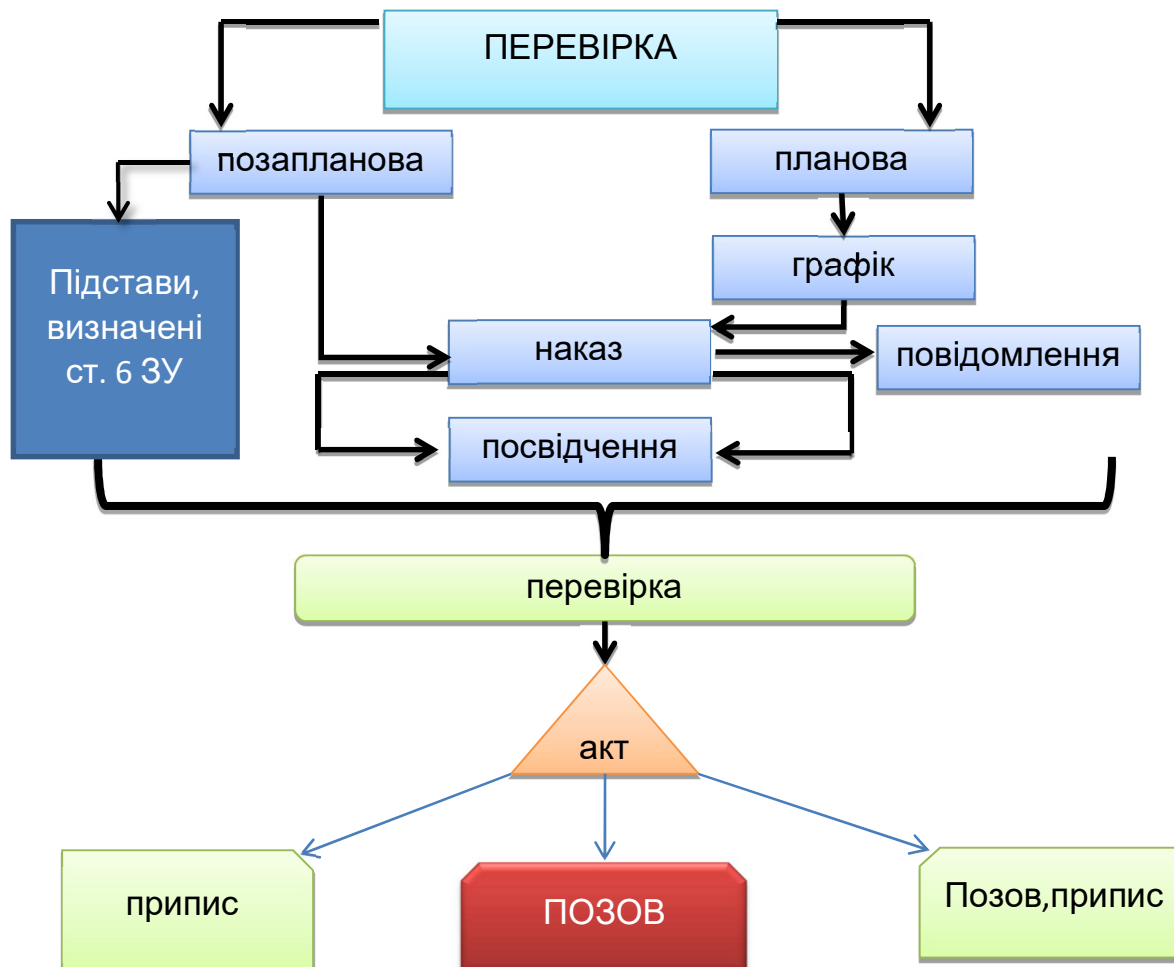 ПЕРЕВІРКА
позапланова
планова
Підстави,
визначені
ст. 6 ЗУ
графік
наказ
повідомлення
посвідчення
перевірка
акт
припис
ПОЗОВ
Позов,припис